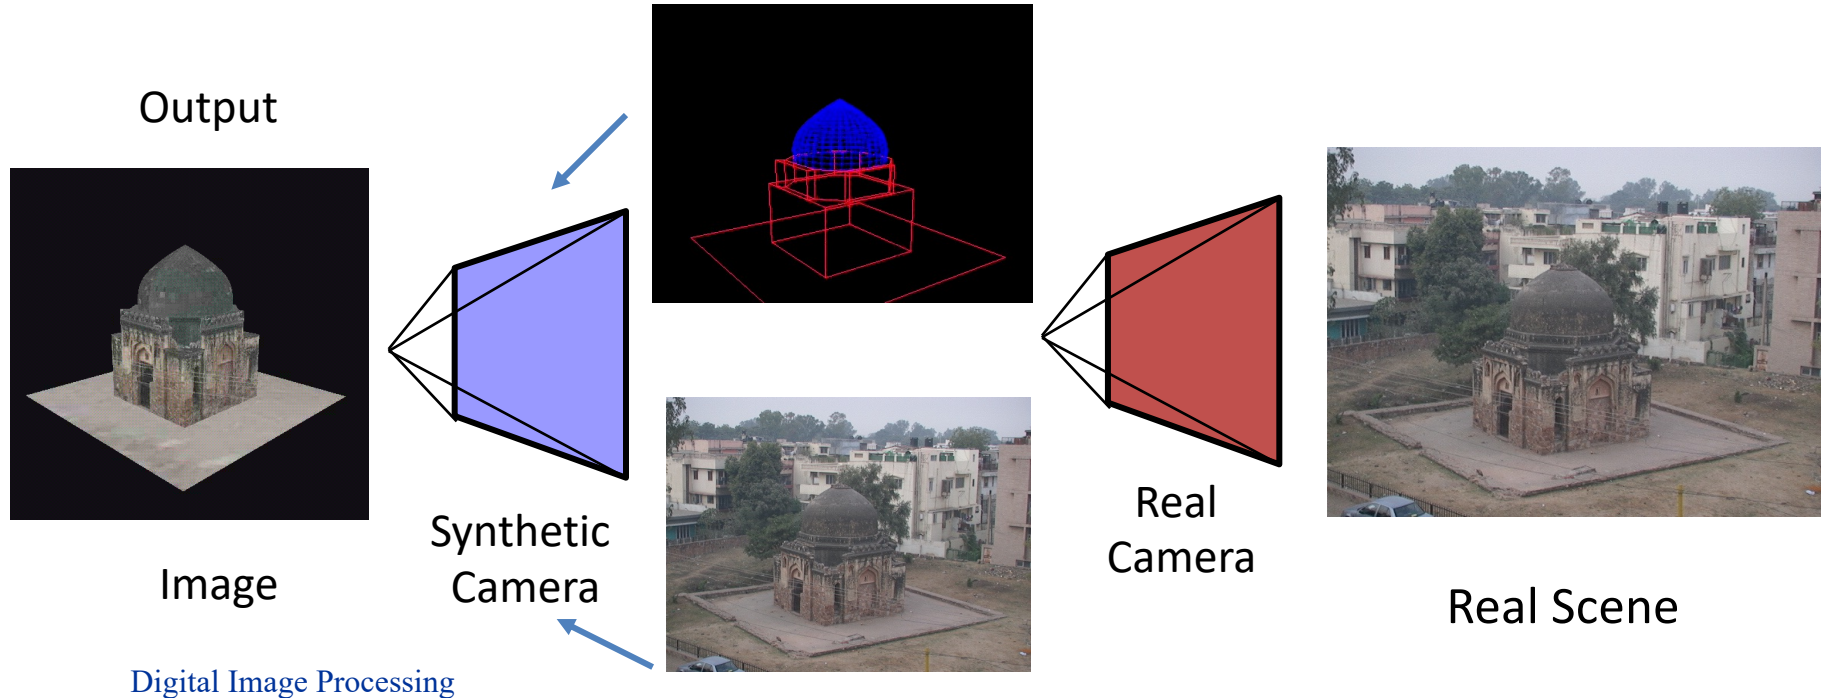 Output
Image
Synthetic
Camera
Real
Camera
Real Scene
Digital Image Processing